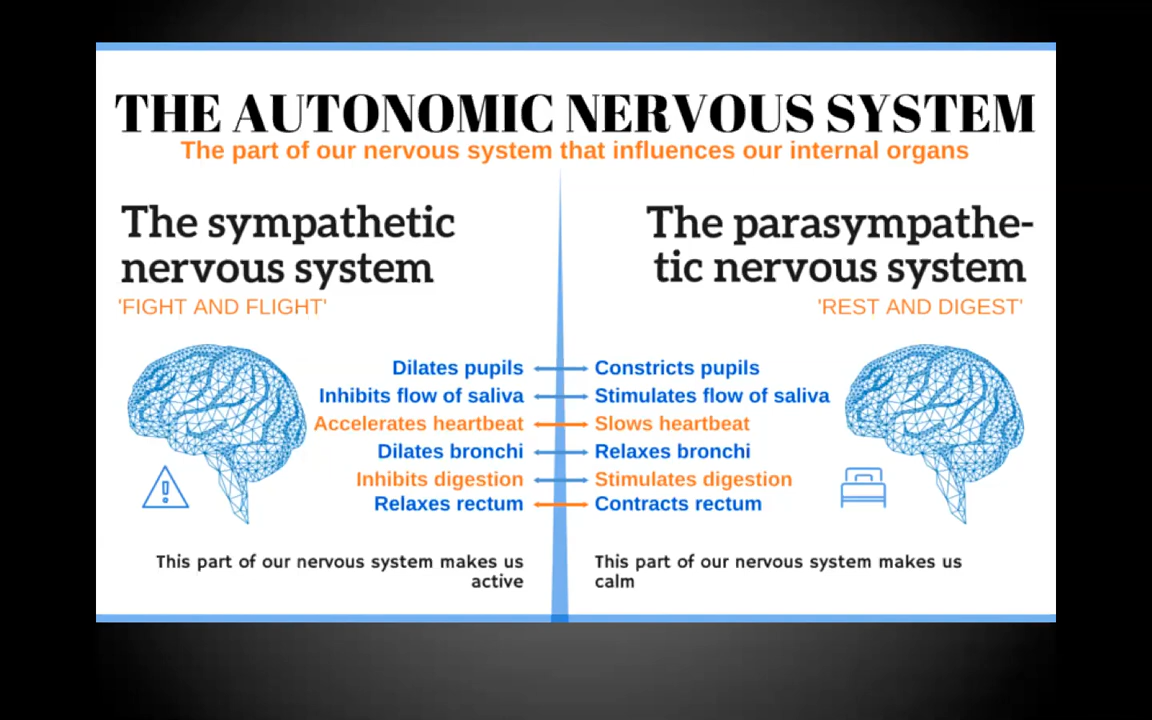 THE AUTONOMIC NERVOUS SYSTEM
The part of our nervous system that influences our internal organs
The sympathetic
nervous system
'FIGHT AND FLIGHT'
The parasympathe-
tic nervous system
'REST AND DIGEST'
Dilates pupils
Constricts pupils
Inhibits flow of saliva
Stimulates flow of saliva
Accelerates heartbeat
Slows heartbeat
Dilates bronchi
Relaxes bronchi
Inhibits digestion
Stimulates digestion
Relaxes rectum
Contracts rectum
This part of our nervous system makes us
active
This part of our nervous system makes us
calm